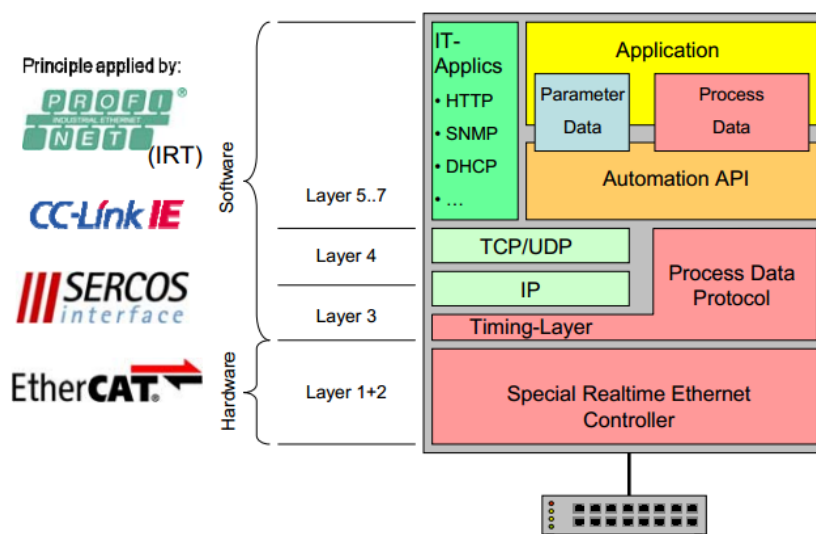 Principle applied by:
PROFI®
INDUSTRIAL ETHERNET
NET
(IRT)
CC-Link IE
SERCOS
interface
EtherCAT®
Software
Hardware
Layer 5..7
Layer 4
Layer 3
Layer 1+2
IT-
Applics
• HTTP
• SNMP
• DHCP
• …
Application
Parameter
Data
Process
Data
Automation API
TCP/UDP
IP
Process Data
Protocol
Timing-Layer
Special Realtime Ethernet
Controller